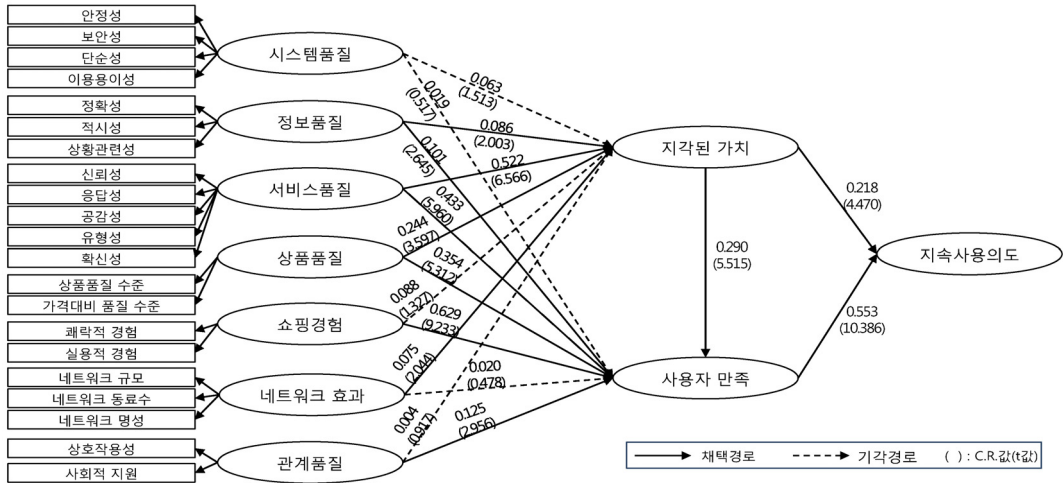 안정성
보안성
단순성
이용용이성
정확성
적시성
상황관련성
신뢰성
응답성
공감성
유형성
확신성
상품품질 수준
가격대비 품질 수준
쾌락적 경험
실용적 경험
네트워크 규모
네트워크 동료수
네트워크 명성
상호작용성
사회적 지원
시스템품질
정보품질
서비스품질
상품품질
쇼핑경험
네트워크 효과
관계품질
0.063
(1.513)
0.019
(0.517)
0.086
(2.003)
0.101
(2.645)
0.522
(6.566)
0.433
(5.960)
0.244
(3.597)
0.354
(5.312)
0.088
(1.327)
0.629
(9.233)
0.075
(2.044)
0.020
(0.478)
0.004
(0.917)
0.125
(2.956)
지각된 가치
0.290
(5.515)
사용자 만족
0.218
(4.470)
지속사용의도
0.553
(10.386)
채택경로 기각경로 ( ) : C.R.값(t값)